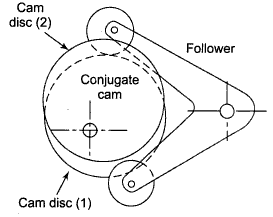 Cam
disc (2)
Follower
Conjugate
cam
Cam disc (1)